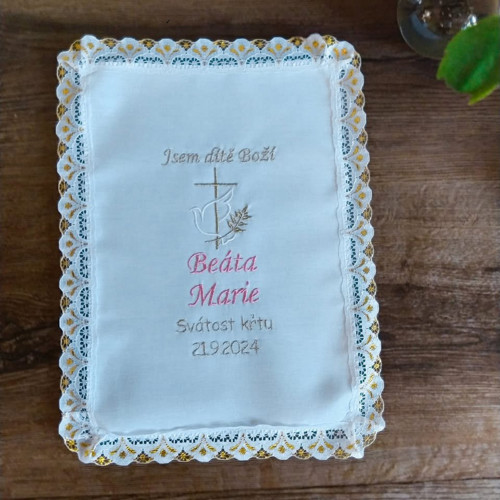 Jsem dítě Boží
Beáta
Marie
Svátost křtu
21.9.2024